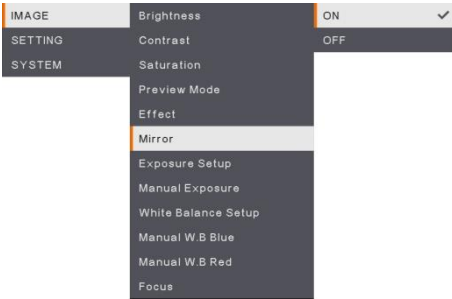 IMAGE
SETTING
SYSTEM
Brightness
Contrast
Saturation
Preview Mode
Effect
Mirror
Exposure Setup
Manual Exposure
White Balance Setup
Manual W.B Blue
Manual W.B Red
Focus
ON
OFF